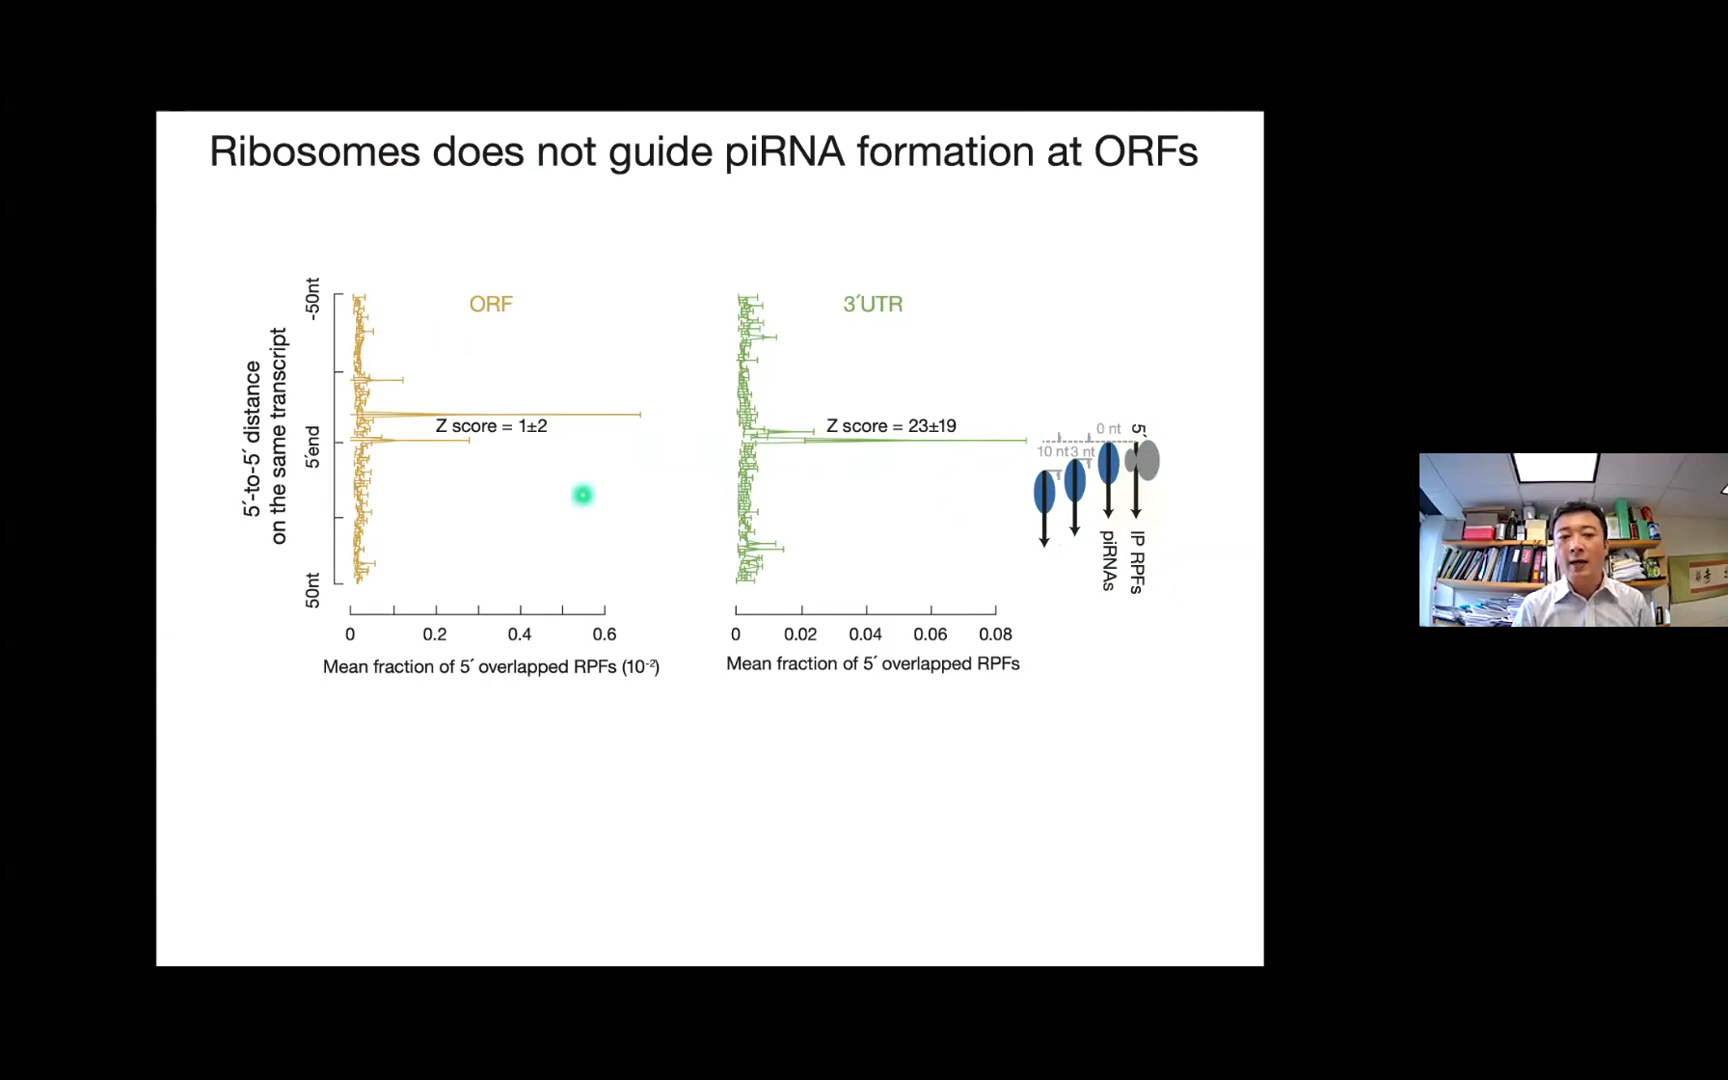 Ribosomes does not guide piRNA formation at ORFs
5´-to-5´ distance
on the same transcript
-50nt
5´end
50nt
ORF
Z score = 1±2
0 0.2 0.4 0.6
Mean fraction of 5´ overlapped RPFs (10⁻²)
3´UTR
Z score = 23±19
0 0.02 0.04 0.06 0.08
Mean fraction of 5´ overlapped RPFs
0 nt
5´
10 nt
3 nt
piRNAs
IP RPFs